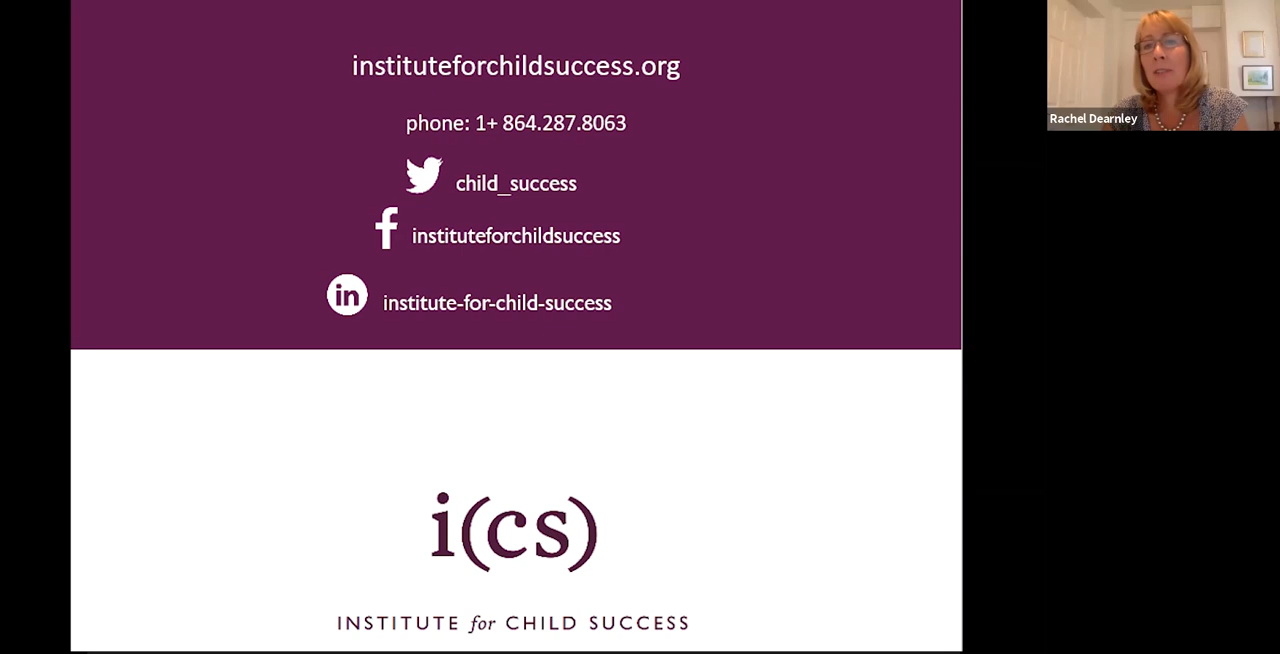 instituteforchildsuccess.org
phone: 1+ 864.287.8063
child_success
instituteforchildsuccess
in institute-for-child-success
i(cs)
INSTITUTE for CHILD SUCCESS
Rachel Dearnley